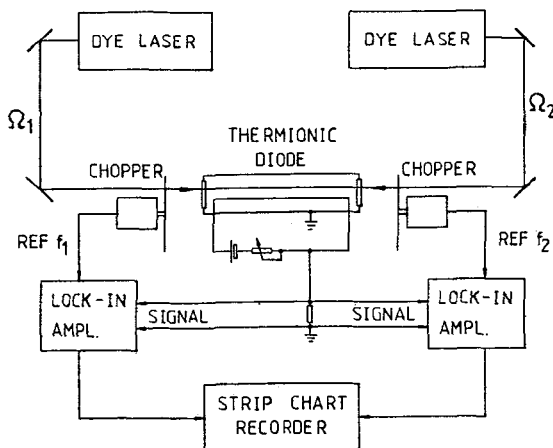 DYE LASER
DYE LASER
Ω1
Ω2
THERMIONIC
DIODE
CHOPPER
CHOPPER
REF f1
REF f2
LOCK-IN
AMPL.
SIGNAL
SIGNAL
LOCK-IN
AMPL.
STRIP CHART
RECORDER